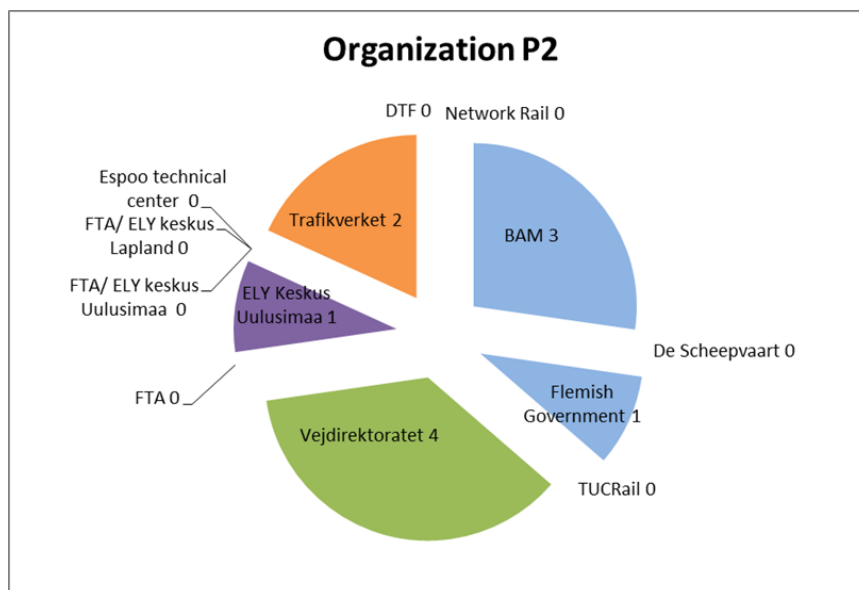 Organization P2
DTF 0
Network Rail 0
BAM 3
De Scheepvaart 0
Flemish
Government 1
TUCRail 0
Vejdirektoratet 4
FTA 0
ELY Keskus
Uulusimaa 1
FTA/ ELY keskus
Uulusimaa 0
FTA/ ELY keskus
Lapland 0
Espoo technical
center 0
Trafikverket 2